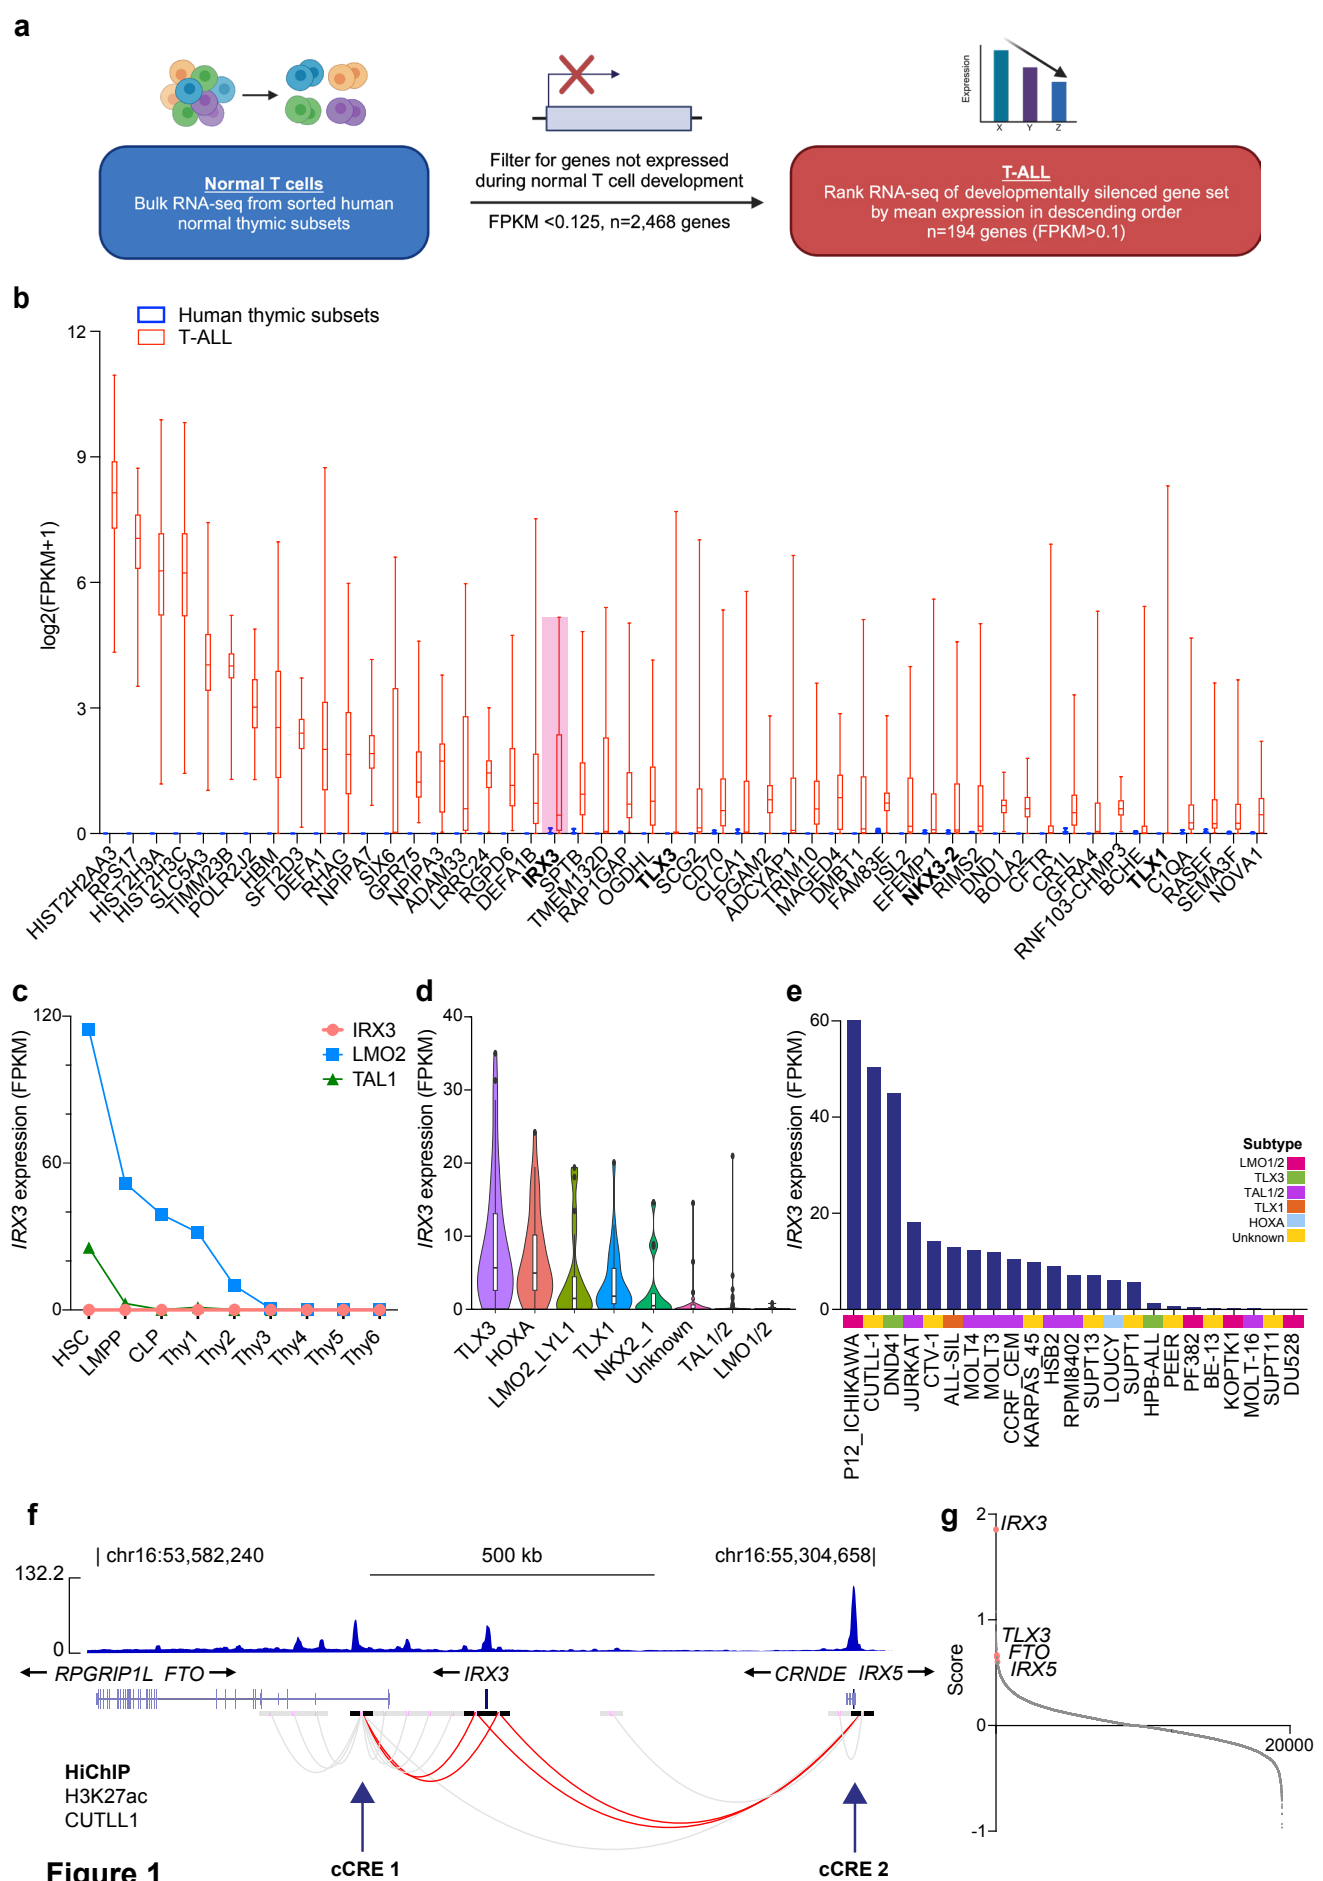 a
Expression
X Y Z
Normal T cells
Bulk RNA-seq from sorted human
normal thymic subsets
Filter for genes not expressed
during normal T cell development
FPKM <0.125, n=2,468 genes
T-ALL
Rank RNA-seq of developmentally silenced gene set
by mean expression in descending order
n=194 genes (FPKM>0.1)
b
Human thymic subsets
T-ALL
log2(FPKM+1)
12
9
6
3
0
HIST2H2AA3
RPS17
HIST2H3A
HIST2H3C
SLC5A3
TIMM23B
POLR2J2
HBM
SFT2D3
DEFA1
RHAG
NPIPA7
SIX6
GPR75
NPIPA3
ADAM33
LRRC24
RGPD6
DEFA1B
IRX3
SPTB
TMEM132D
RAP1GAP
OGDHL
TLX3
SCG2
CD70
CLCA1
PGAM2
ADCYAP1
TRIM10
MAGED4
DMBT1
FAM83E
ISL2
EFEMP1
NKX3-2
RIMS2
DND1
BOLA2
CFTR
CR1L
GFRA4
RNF103-CHMP3
BCHE
TLX1
C1QA
RASEF
SEMA3F
NOVA1
c
IRX3 expression (FPKM)
120
60
0
IRX3
LMO2
TAL1
HSC
LMPP
CLP
Thy1
Thy2
Thy3
Thy4
Thy5
Thy6
d
IRX3 expression (FPKM)
40
30
20
10
0
TLX3
HOXA
LMO2_LYL1
TLX1
NKX2_1
Unknown
TAL1/2
LMO1/2
e
IRX3 expression (FPKM)
60
40
20
0
Subtype
LMO1/2
TLX3
TAL1/2
TLX1
HOXA
Unknown
P12_ICHIKAWA
CUTLL-1
DND41
JURKAT
CTV-1
ALL-SIL
MOLT4
MOLT3
CCRF_CEM
KARPAS_45
HSB2
RPMI8402
SUPT13
LOUCY
SUPT1
HPB-ALL
PEER
PF382
BE-13
KOPTK1
MOLT-16
SUPT11
DU528
f
| chr16:53,582,240 500 kb chr16:55,304,658|
132.2
0
RPGRIP1L FTO IRX3 CRNDE IRX5
HiChIP
H3K27ac
CUTLL1
cCRE 1 cCRE 2
g
Score
2
1
0
-1
IRX3
TLX3
FTO
IRX5
20000
Figure 1